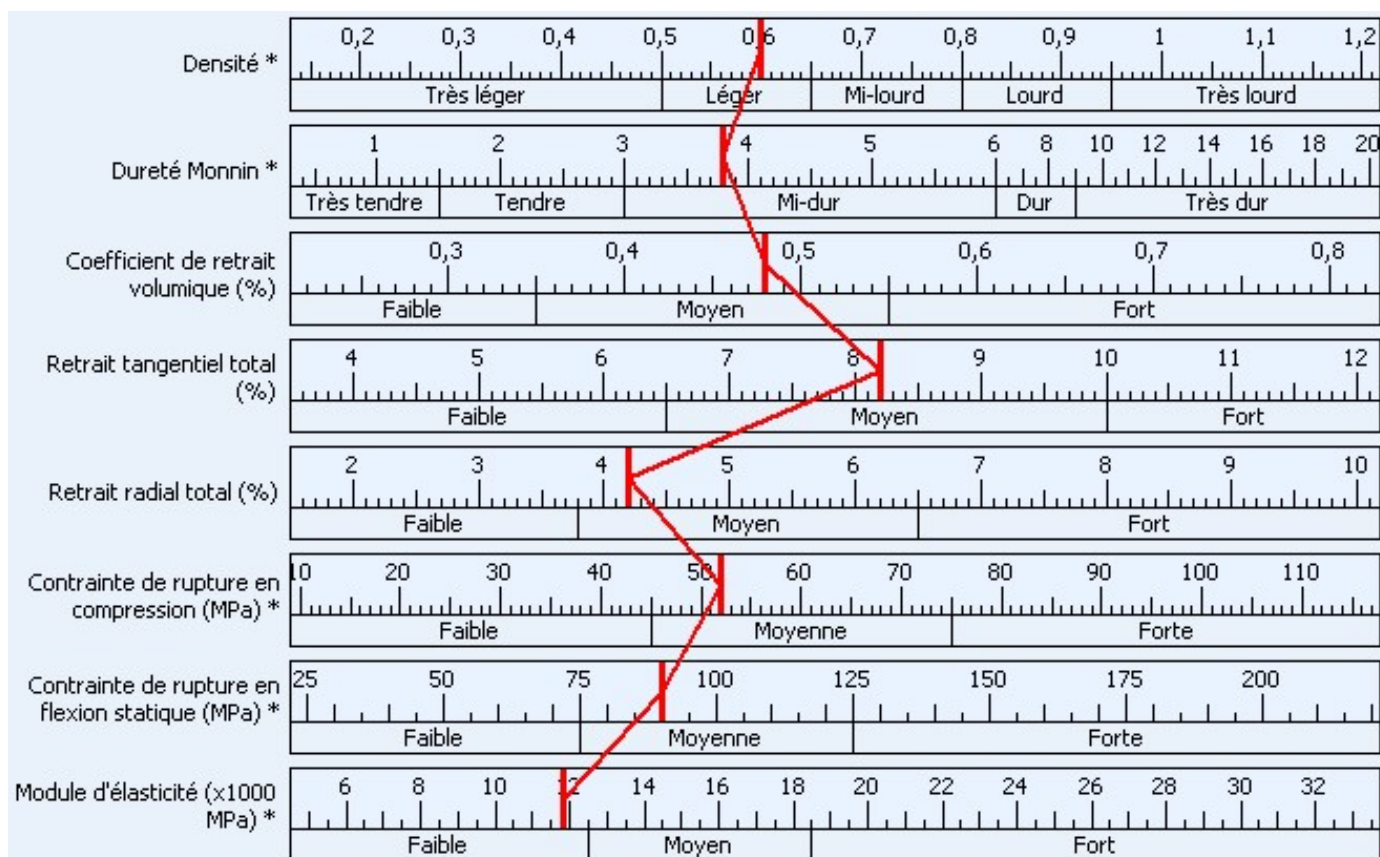 0,2 0,3 0,4 0,5 0,6 0,7 0,8 0,9 1 1,1 1,2
Densité *
Très léger Léger Mi-lourd Lourd Très lourd
1 2 3 4 5 6 8 10 12 14 16 18 20
Dureté Monnin *
Très tendre Tendre Mi-dur Dur Très dur
0,3 0,4 0,5 0,6 0,7 0,8
Coefficient de retrait
volumique (%)
Faible Moyen Fort
4 5 6 7 8 9 10 11 12
Retrait tangentiel total
(%)
Faible Moyen Fort
2 3 4 5 6 7 8 9 10
Retrait radial total (%)
Faible Moyen Fort
10 20 30 40 50 60 70 80 90 100 110
Contrainte de rupture en
compression (MPa) *
Faible Moyenne Forte
25 50 75 100 125 150 175 200
Contrainte de rupture en
flexion statique (MPa) *
Faible Moyenne Forte
6 8 10 12 14 16 18 20 22 24 26 28 30 32
Module d'élasticité (x1000
MPa) *
Faible Moyen Fort